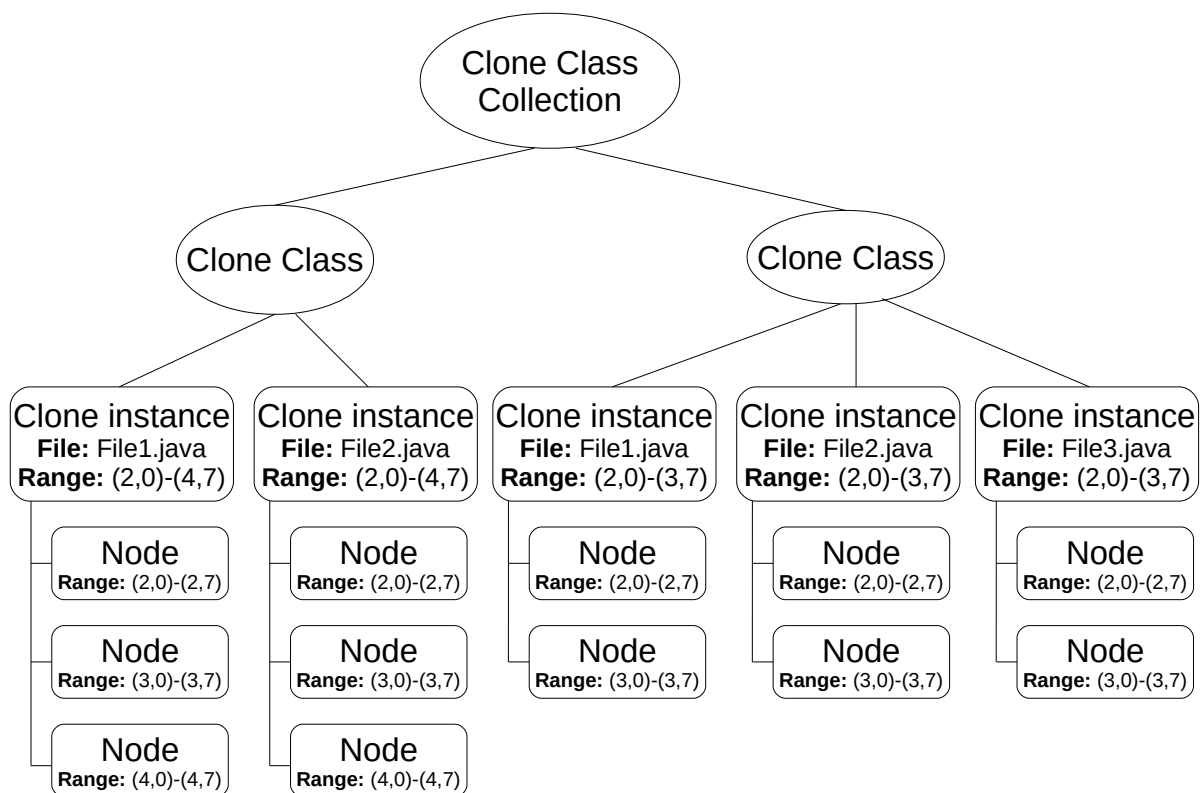 Clone Class
Collection
Clone Class
Clone Class
Clone instance
File: File1.java
Range: (2,0)-(4,7)
Clone instance
File: File2.java
Range: (2,0)-(4,7)
Clone instance
File: File1.java
Range: (2,0)-(3,7)
Clone instance
File: File2.java
Range: (2,0)-(3,7)
Clone instance
File: File3.java
Range: (2,0)-(3,7)
Node
Range: (2,0)-(2,7)
Node
Range: (2,0)-(2,7)
Node
Range: (2,0)-(2,7)
Node
Range: (2,0)-(2,7)
Node
Range: (2,0)-(2,7)
Node
Range: (3,0)-(3,7)
Node
Range: (3,0)-(3,7)
Node
Range: (3,0)-(3,7)
Node
Range: (3,0)-(3,7)
Node
Range: (3,0)-(3,7)
Node
Range: (4,0)-(4,7)
Node
Range: (4,0)-(4,7)